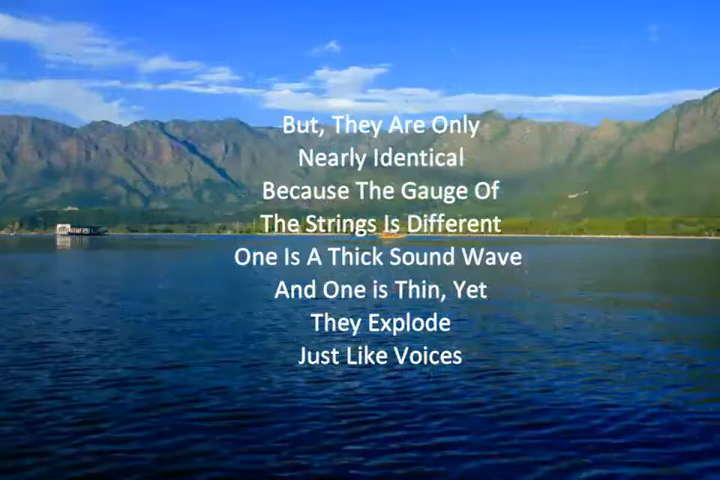 But, They Are Only
Nearly Identical
Because The Gauge Of
The Strings Is Different
One Is A Thick Sound Wave
And One is Thin, Yet
They Explode
Just Like Voices